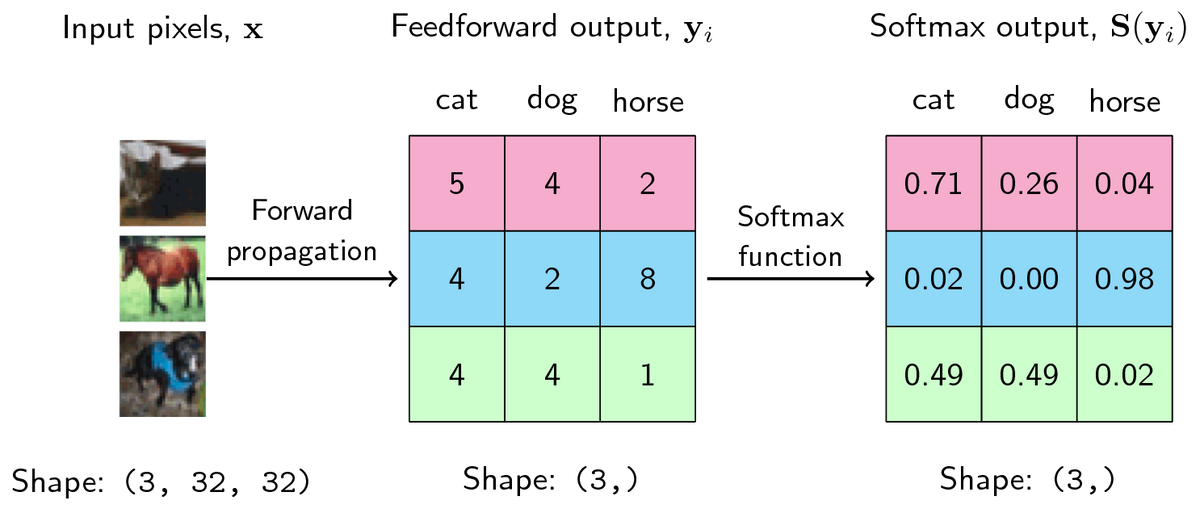 Input pixels, x
Feedforward output, yᵢ
Softmax output, S(yᵢ)
cat dog horse
cat dog horse
Forward
propagation
5 4 2
4 2 8
4 4 1
Softmax
function
0.71 0.26 0.04
0.02 0.00 0.98
0.49 0.49 0.02
Shape: (3, 32, 32)
Shape: (3,)
Shape: (3,)